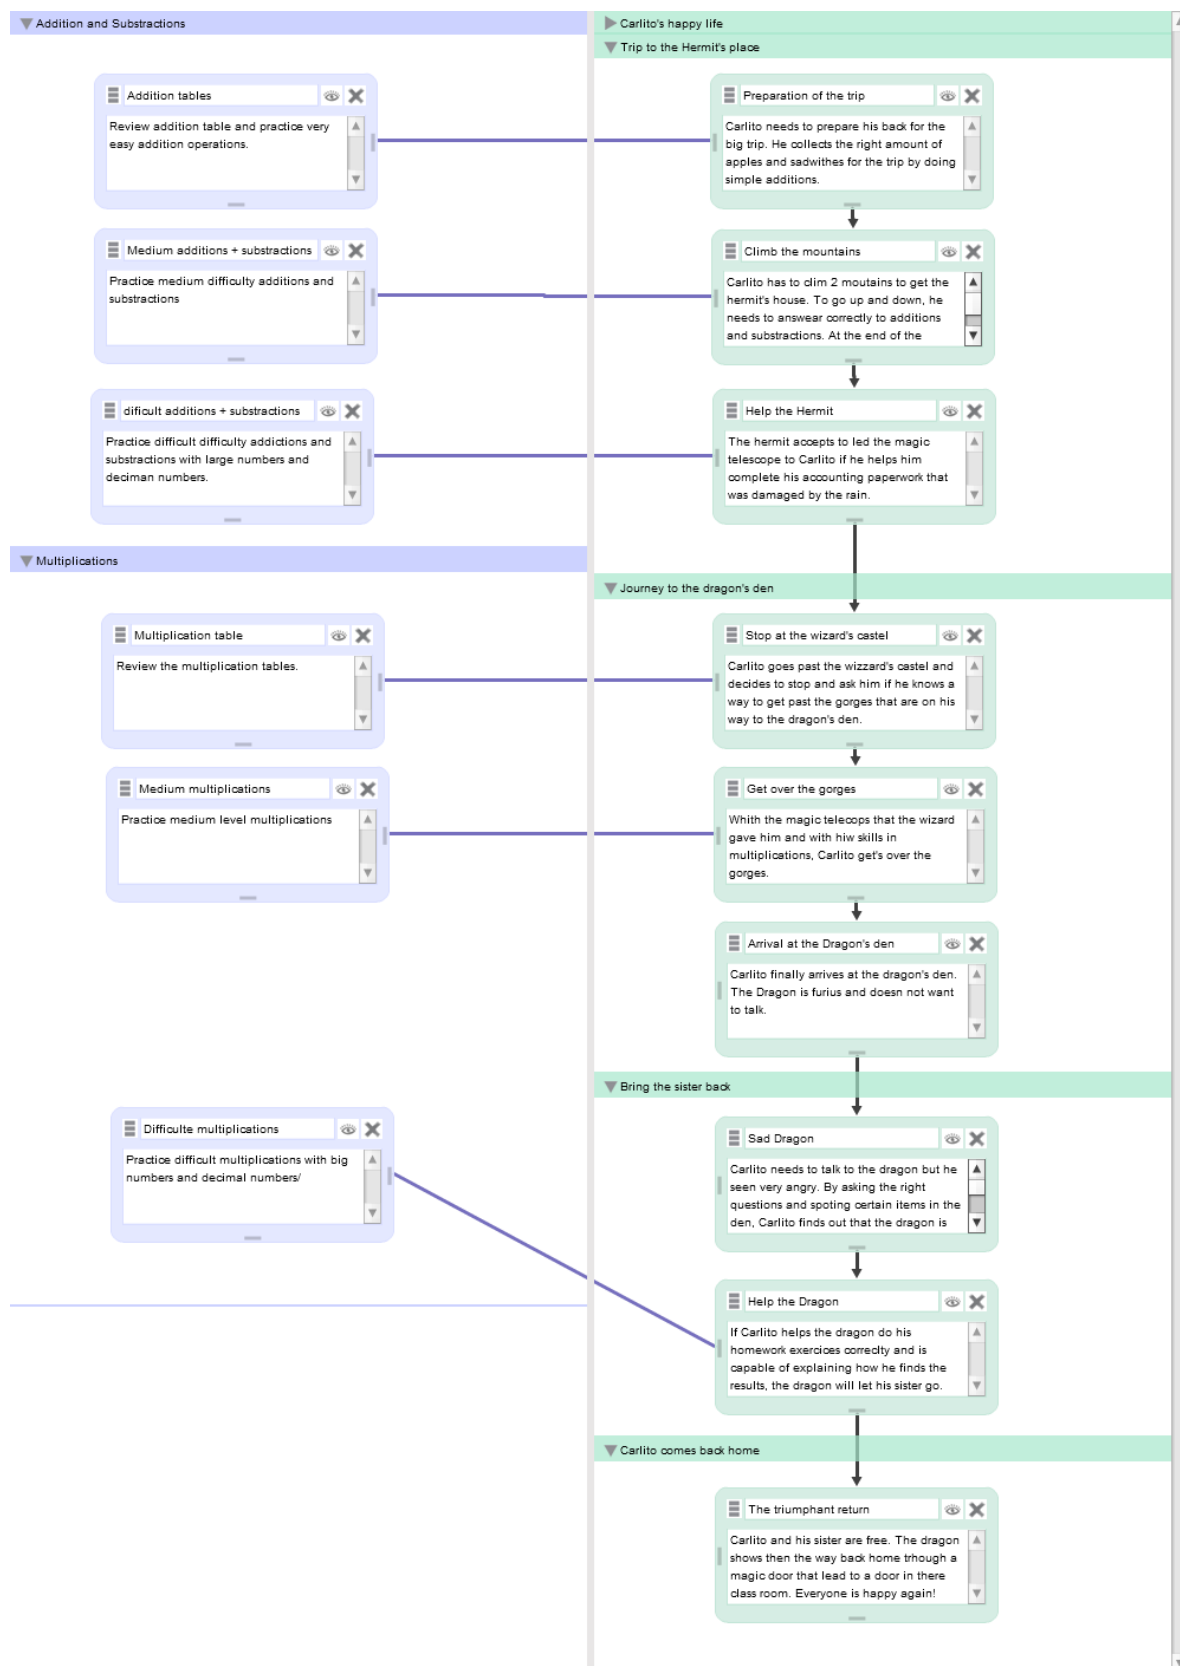 Addition and Substractions
Addition tables
Review addition table and practice very
easy addition operations.
Medium additions + substractions
Practice medium difficulty additions and
substractions
dificult additions + substractions
Practice difficult difficulty addictions and
substractions with large numbers and
deciman numbers.
Multiplications
Multiplication table
Review the multiplication tables.
Medium multiplications
Practice medium level multiplications
Difficulte multiplications
Practice difficult multiplications with big
numbers and decimal numbers/
Carlito's happy life
Trip to the Hermit's place
Preparation of the trip
Carlito needs to prepare his back for the
big trip. He collects the right amount of
apples and sadwithes for the trip by doing
simple additions.
Climb the mountains
Carlito has to clim 2 moutains to get the
hermit's house. To go up and down, he
needs to answear correctly to additions
and substractions. At the end of the
Help the Hermit
The hermit accepts to led the magic
telescope to Carlito if he helps him
complete his accounting paperwork that
was damaged by the rain.
Journey to the dragon's den
Stop at the wizard's castel
Carlito goes past the wizzard's castel and
decides to stop and ask him if he knows a
way to get past the gorges that are on his
way to the dragon's den.
Get over the gorges
Whith the magic telecops that the wizard
gave him and with hiw skills in
multiplications, Carlito get's over the
gorges.
Arrival at the Dragon's den
Carlito finally arrives at the dragon's den.
The Dragon is furius and doesn not want
to talk.
Bring the sister back
Sad Dragon
Carlito needs to talk to the dragon but he
seen very angry. By asking the right
questions and spoting certain items in the
den, Carlito finds out that the dragon is
Help the Dragon
If Carlito helps the dragon do his
homework exercices correclty and is
capable of explaining how he finds the
results, the dragon will let his sister go.
Carlito comes back home
The triumphant return
Carlito and his sister are free. The dragon
shows then the way back home trhough a
magic door that lead to a door in there
class room. Everyone is happy again!